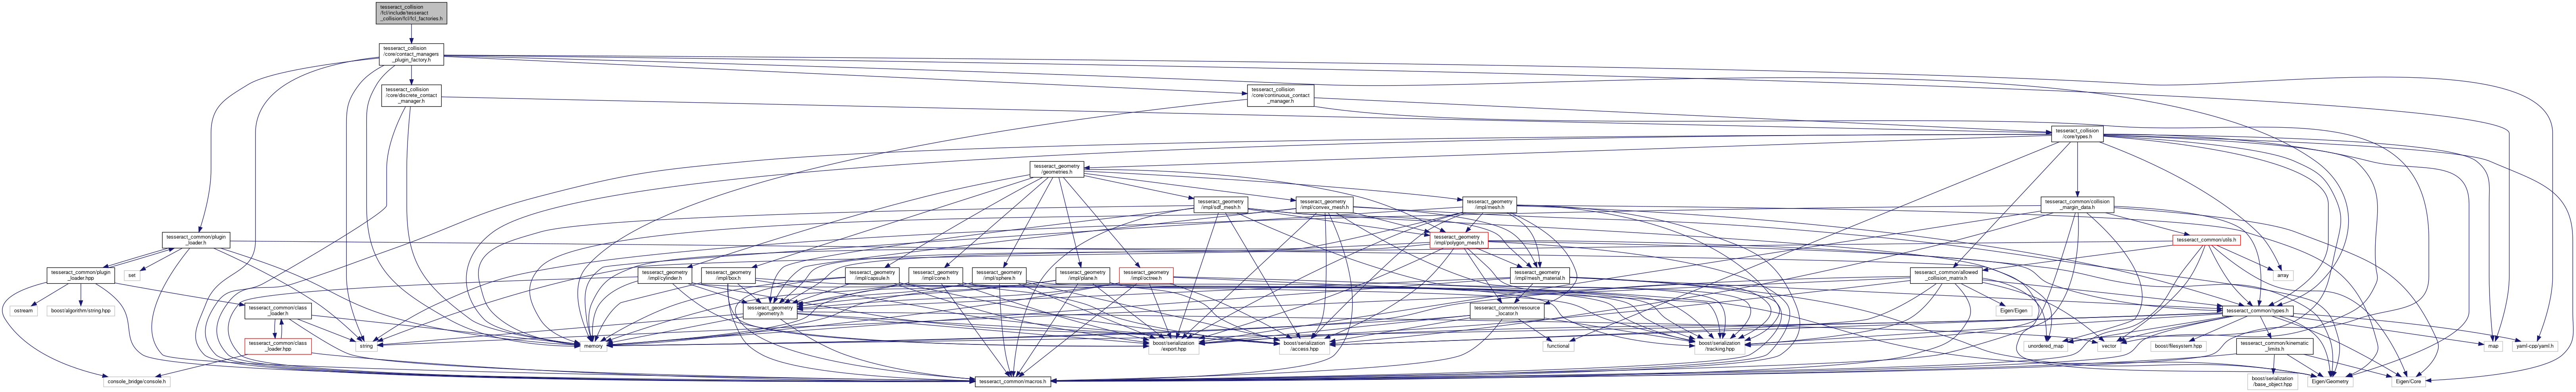 tesseract_collision
/fcl/include/tesseract
_collision/fcl/fcl_factories.h
tesseract_collision
/core/contact_managers
_plugin_factory.h
tesseract_collision
/core/discrete_contact
_manager.h
tesseract_collision
/core/continuous_contact
_manager.h
tesseract_collision
/core/types.h
tesseract_geometry
/geometries.h
tesseract_geometry
/impl/sdf_mesh.h
tesseract_geometry
/impl/convex_mesh.h
tesseract_geometry
/impl/mesh.h
tesseract_common/collision
_margin_data.h
tesseract_common/plugin
_loader.h
tesseract_geometry
/impl/polygon_mesh.h
tesseract_common/utils.h
tesseract_common/plugin
_loader.hpp
set
tesseract_geometry
/impl/cylinder.h
tesseract_geometry
/impl/box.h
tesseract_geometry
/impl/capsule.h
tesseract_geometry
/impl/cone.h
tesseract_geometry
/impl/sphere.h
tesseract_geometry
/impl/plane.h
tesseract_geometry
/impl/octree.h
tesseract_geometry
/impl/mesh_material.h
tesseract_common/allowed
_collision_matrix.h
array
ostream
boost/algorithm/string.hpp
tesseract_common/class
_loader.h
tesseract_geometry
/geometry.h
tesseract_common/resource
_locator.h
Eigen/Eigen
tesseract_common/types.h
tesseract_common/class
_loader.hpp
string
memory
boost/serialization
/export.hpp
boost/serialization
/access.hpp
functional
boost/serialization
/tracking.hpp
unordered_map
vector
boost/filesystem.hpp
tesseract_common/kinematic
_limits.h
map
yaml-cpp/yaml.h
console_bridge/console.h
tesseract_common/macros.h
boost/serialization
/base_object.hpp
Eigen/Geometry
Eigen/Core